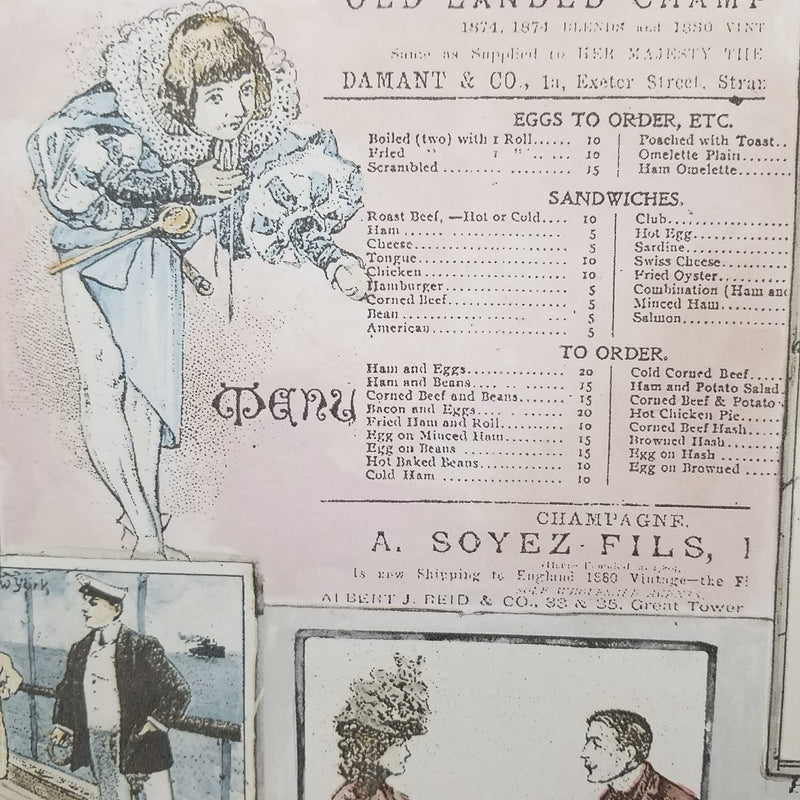 OLD LANDED CHAMP
1874, 1874 BLENDS and 1880 VINT
Same as Supplied to HER MAJESTY THE
DAMANT & CO., 1a, Exeter Street, Stran
EGGS TO ORDER, ETC.
Boiled (two) with 1 Roll...... 10
Fried " 1 " .. ... 10
Scrambled .................. 15
Poached with Toast..
Omelette Plain.....
Ham Omelette.....
SANDWICHES.
Roast Beef, —Hot or Cold.... 10
Ham ...................... 5
Cheese ................... 5
Tongue ................... 10
Chicken .................. 10
Hamburger ................ 5
Corned Beef............... 5
Bean ..................... 5
American.................. 5
Club................
Hot Egg.............
Sardine.............
Swiss Cheese........
Fried Oyster........
Combination (Ham and
Minced Ham..........
Salmon..............
TO ORDER.
Ham and Eggs.............. 20
Ham and Beans............. 15
Corned Beef and Beans..... 15
Bacon and Eggs............ 20
Fried Ham and Roll........ 10
Egg on Minced Ham......... 15
Egg on Beans ............. 15
Hot Baked Beans........... 10
Cold Ham ................. 10
Cold Corned Beef.....
Ham and Potato Salad.
Corned Beef & Potato
Hot Chicken Pie......
Corned Beef Hash.....
Browned Hash.........
Egg on Hash .........
Egg on Browned ......
MENU
CHAMPAGNE.
A. SOYEZ-FILS,
Is now Shipping to England 1880 Vintage—the
ALBERT J. REID & CO., 33 & 35, Great Tower
York,